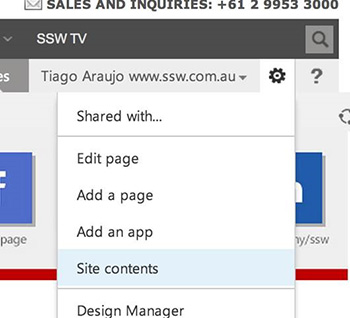 SALES AND INQUIRIES: +61 2 9953 3000
SSW TV
es Tiago Araujo www.ssw.com.au ?
Shared with...
Edit page
Add a page
Add an app
page ny/ssw
Site contents
Design Manager